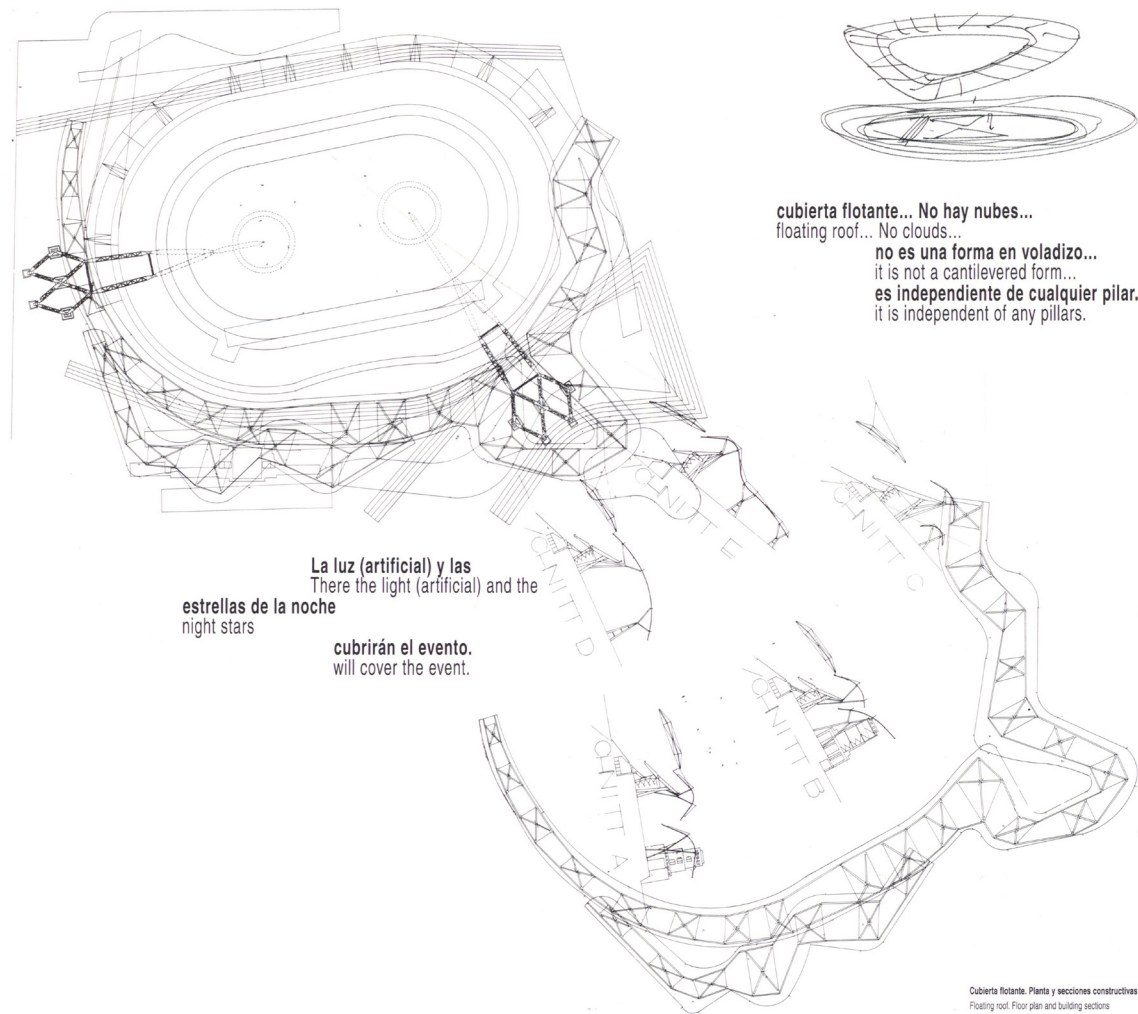 cubierta flotante... No hay nubes...
floating roof... No clouds...
no es una forma en voladizo...
it is not a cantilevered form...
es independiente de cualquier pilar.
it is independent of any pillars.
La luz (artificial) y las
There the light (artificial) and the
estrellas de la noche
night stars
cubrirán el evento.
will cover the event.
Cubierta flotante. Planta y secciones constructivas
Floating roof. Floor plan and building sections